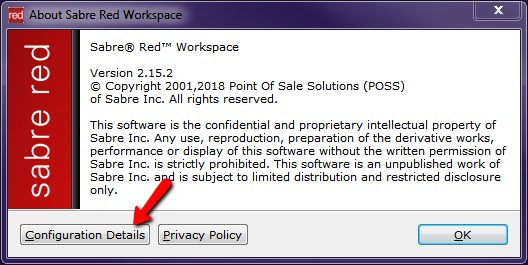 red About Sabre Red Workspace
sabre red
Sabre® Red™ Workspace
Version 2.15.2
© Copyright 2001,2018 Point Of Sale Solutions (POSS)
of Sabre Inc. All rights reserved.
This software is the confidential and proprietary intellectual property of
Sabre Inc. Any use, reproduction, preparation of the derivative works,
performance or display of this software without the written permission of
Sabre Inc. is strictly prohibited. This software is an unpublished work of
Sabre Inc. and is subject to limited distribution and restricted disclosure
only.
Configuration Details Privacy Policy OK